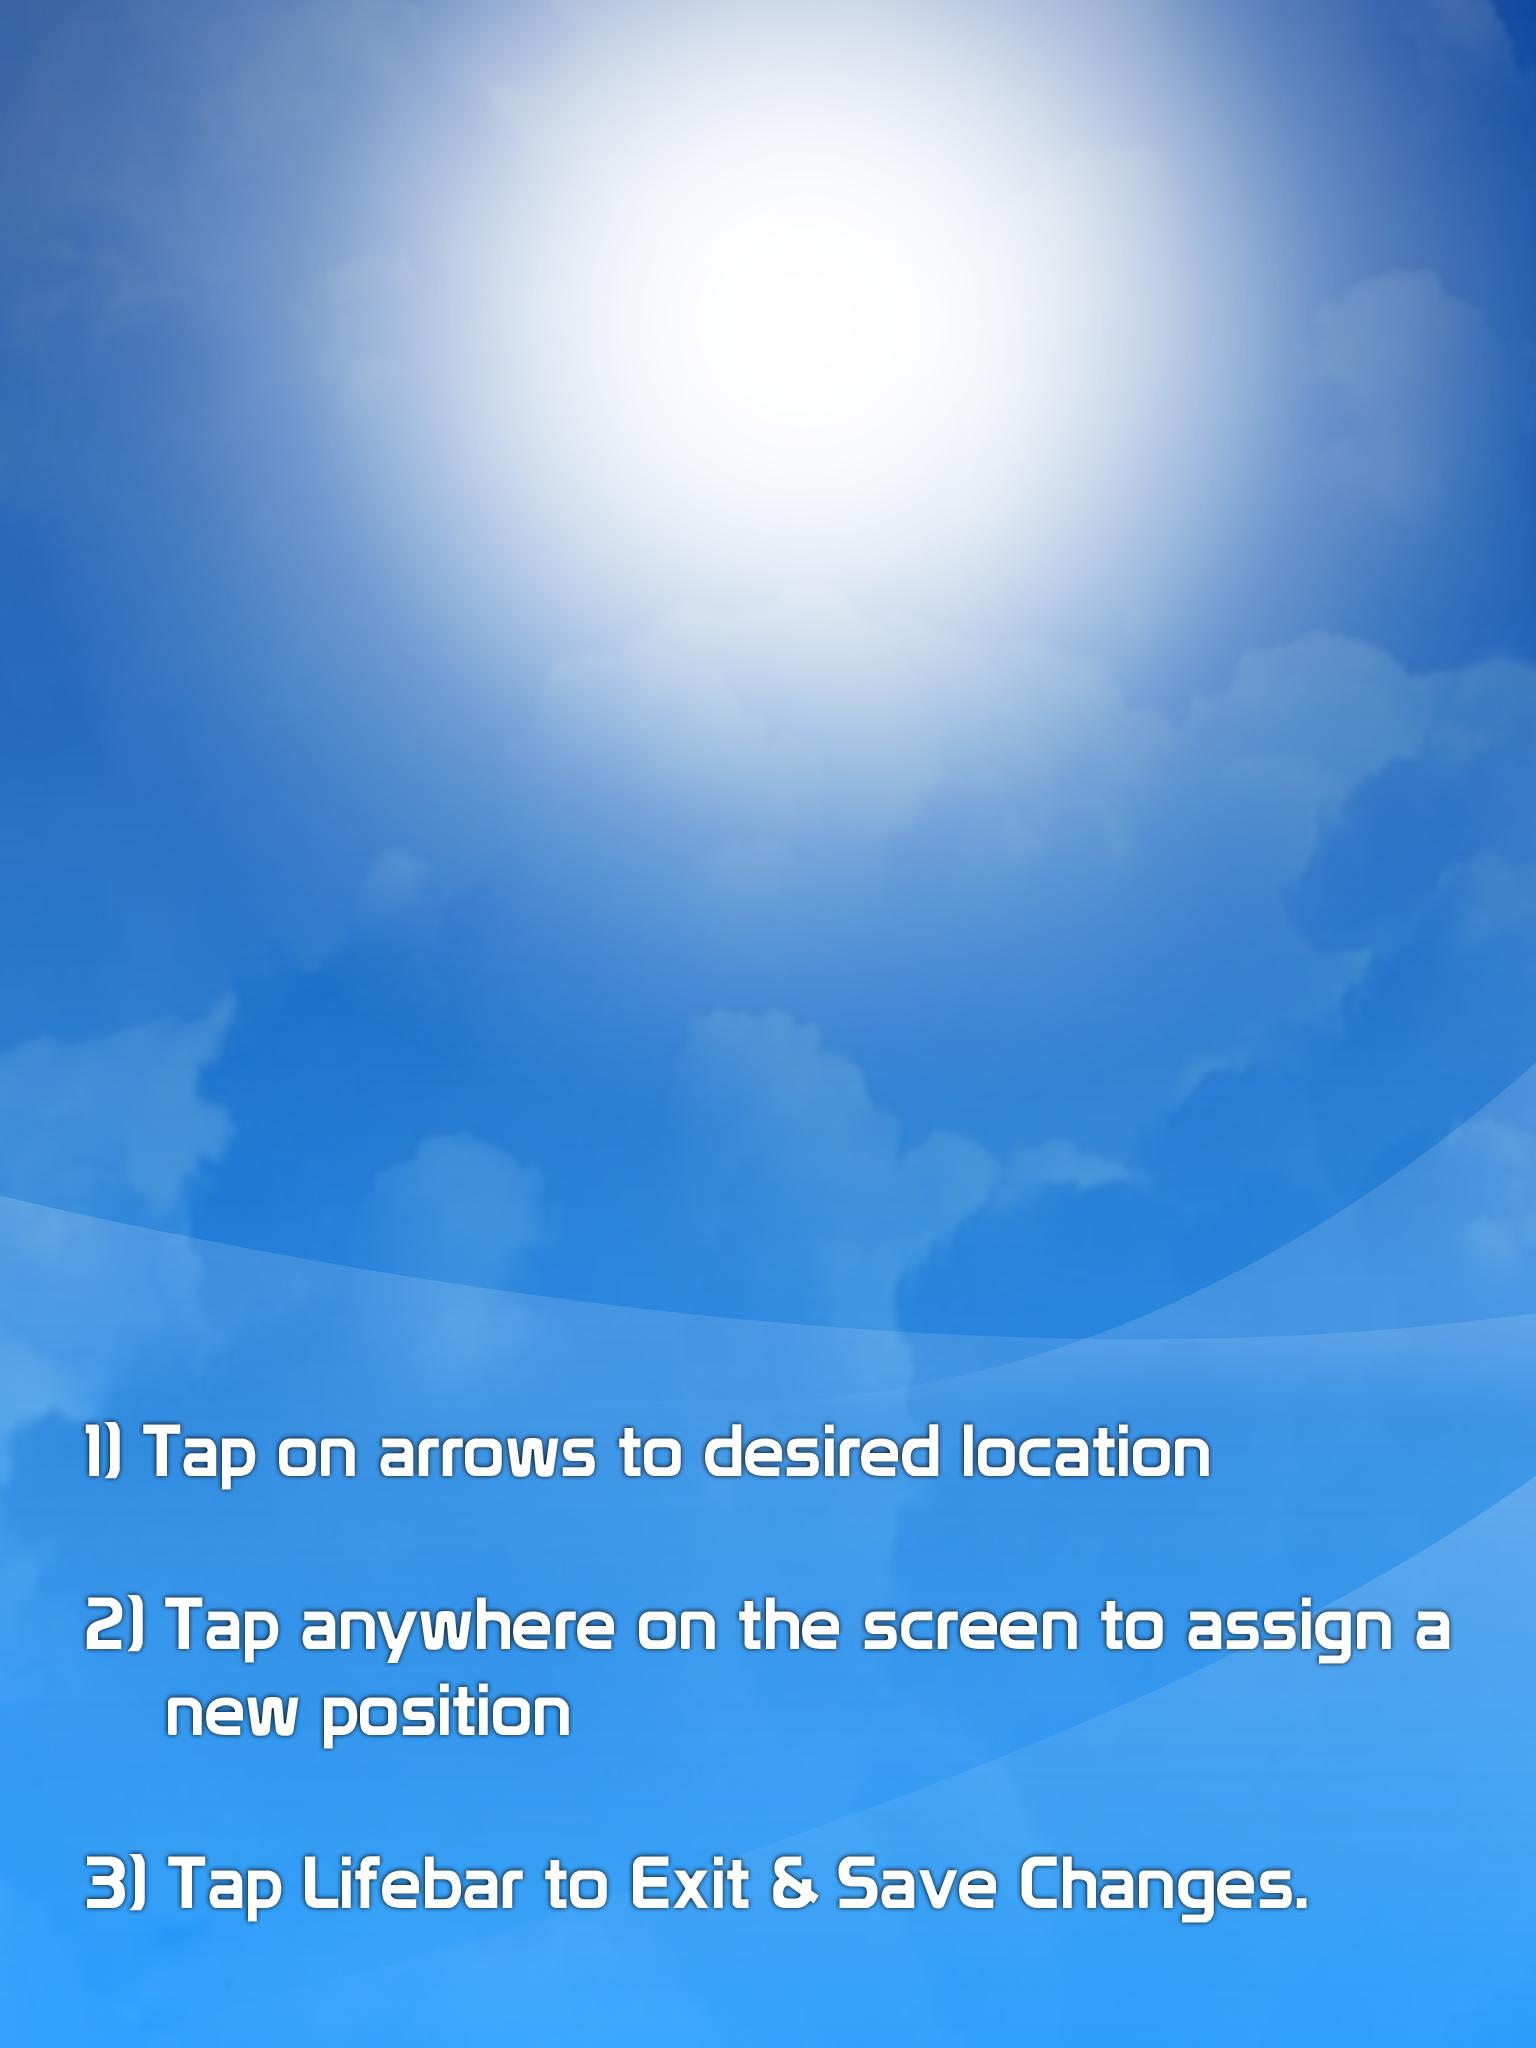 1) Tap on arrows to desired location
2) Tap anywhere on the screen to assign a
new position
3) Tap Lifebar to Exit & Save Changes.